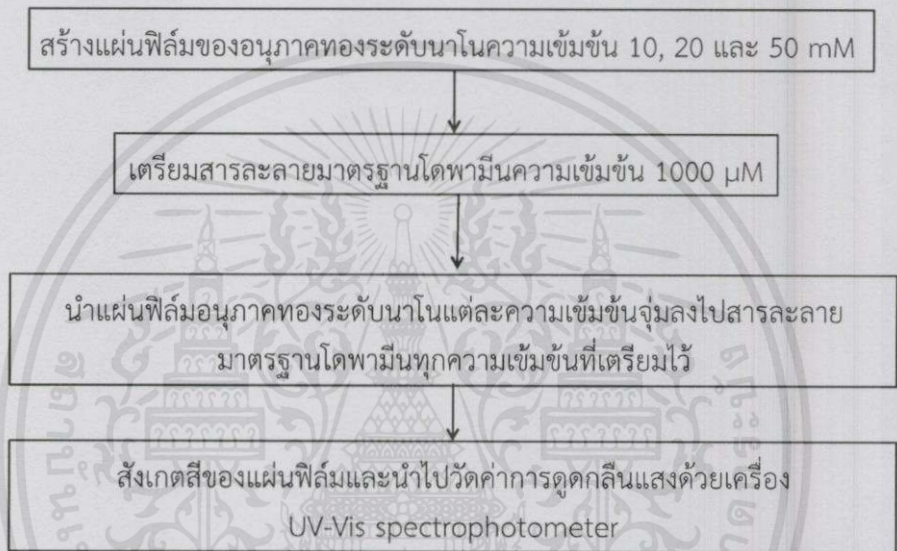 สร้างแผ่นฟิล์มของอนุภาคทองระดับนาโนความเข้มข้น 10, 20 และ 50 mM
เตรียมสารละลายมาตรฐานโดพามีนความเข้มข้น 1000 µM
นำแผ่นฟิล์มอนุภาคทองระดับนาโนแต่ละความเข้มข้นจุ่มลงไปสารละลาย
มาตรฐานโดพามีนทุกความเข้มข้นที่เตรียมไว้
สังเกตสีของแผ่นฟิล์มและนำไปวัดค่าการดูดกลืนแสงด้วยเครื่อง
UV-Vis spectrophotometer